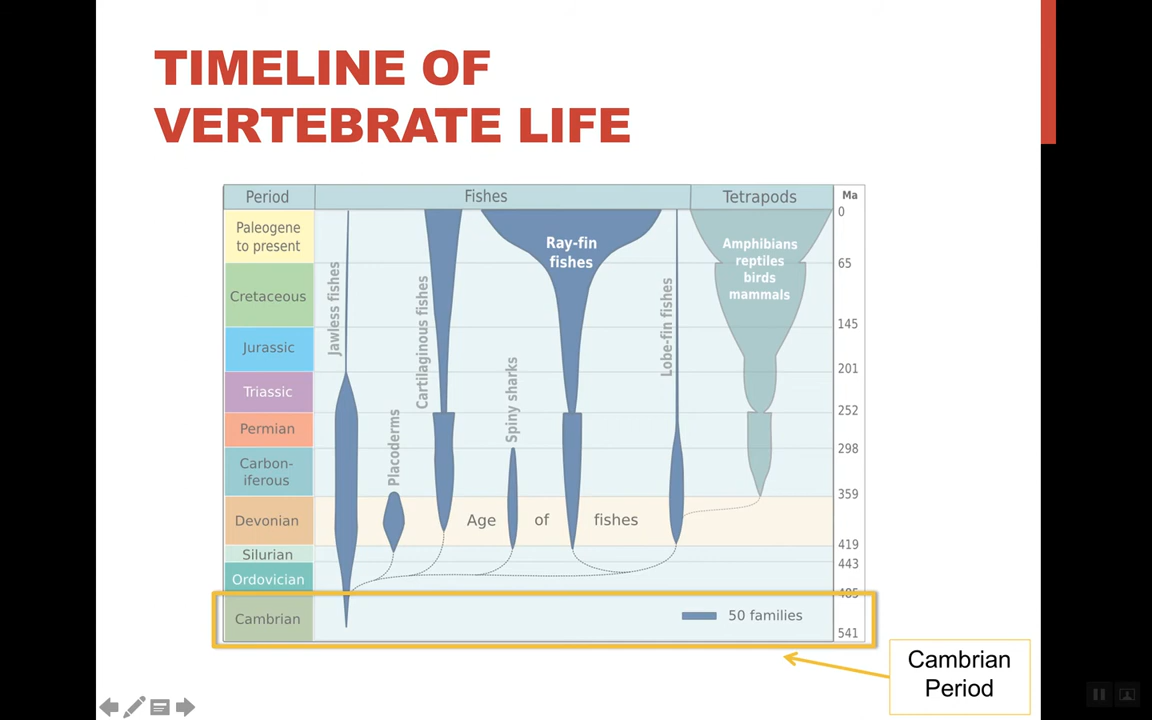 TIMELINE OF
VERTEBRATE LIFE
Period
Fishes
Tetrapods
Ma
Paleogene
to present
Cretaceous
Jurassic
Triassic
Permian
Carbon-
iferous
Devonian
Silurian
Ordovician
Cambrian
Jawless fishes
Placoderms
Cartilaginous fishes
Spiny sharks
Ray-fin
fishes
Lobe-fin fishes
Amphibians
reptiles
birds
mammals
Age of fishes
50 families
0
65
145
201
252
298
359
419
443
485
541
Cambrian
Period